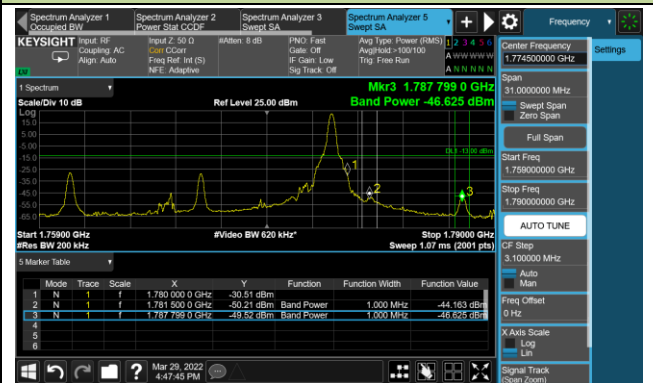 Spectrum Analyzer 1
Occupied BW
Spectrum Analyzer 2
Power Stat CCDF
Spectrum Analyzer 3
Swept SA
Spectrum Analyzer 5
Swept SA
Frequency
KEYSIGHT
Input: RF
Coupling: AC
Align: Auto
Input Z: 50 Ω
Corr CCorr
Freq Ref: Int (S)
NFE: Adaptive
#Atten: 8 dB
PNO: Fast
Gate: Off
IF Gain: Low
Sig Track: Off
Avg Type: Power (RMS)
Avg|Hold:>100/100
Trig: Free Run
1 2 3 4 5 6
A W W W W W
A N N N N N
LW
1 Spectrum
Scale/Div 10 dB
Ref Level 25.00 dBm
Mkr3 1.787 799 0 GHz
Band Power -46.625 dBm
Log
15.0
5.00
-5.00
-15.0
-25.0
-35.0
-45.0
-55.0
-65.0
DL1 -13.00 dBm
1
2
3
Start 1.75900 GHz
#Video BW 620 kHz*
Stop 1.79000 GHz
#Res BW 200 kHz
Sweep 1.07 ms (2001 pts)
5 Marker Table
Mode Trace Scale X Y Function Function Width Function Value
1 N 1 f 1.780 000 0 GHz -30.51 dBm
2 N 1 f 1.781 500 0 GHz -50.21 dBm Band Power 1.000 MHz -44.163 dBm
3 N 1 f 1.787 799 0 GHz -49.52 dBm Band Power 1.000 MHz -46.625 dBm
4
5
6
Mar 29, 2022
4:47:45 PM
Center Frequency
1.774500000 GHz
Settings
Span
31.0000000 MHz
Swept Span
Zero Span
Full Span
Start Freq
1.759000000 GHz
Stop Freq
1.790000000 GHz
AUTO TUNE
CF Step
3.100000 MHz
Auto
Man
Freq Offset
0 Hz
X Axis Scale
Log
Lin
Signal Track
(Span Zoom)